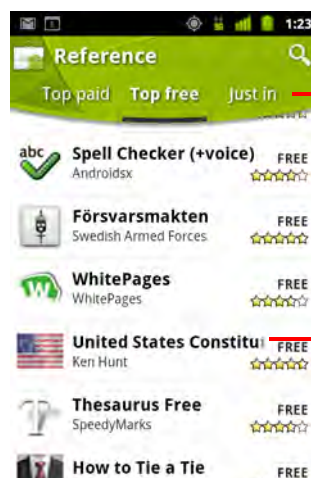 1:23
Reference
Top paid Top free Just in
abc Spell Checker (+voice) FREE
Androidsx
Försvarsmakten FREE
Swedish Armed Forces
WhitePages FREE
WhitePages
United States Constitu FREE
Ken Hunt
Thesaurus Free FREE
SpeedyMarks
How to Tie a Tie FREE